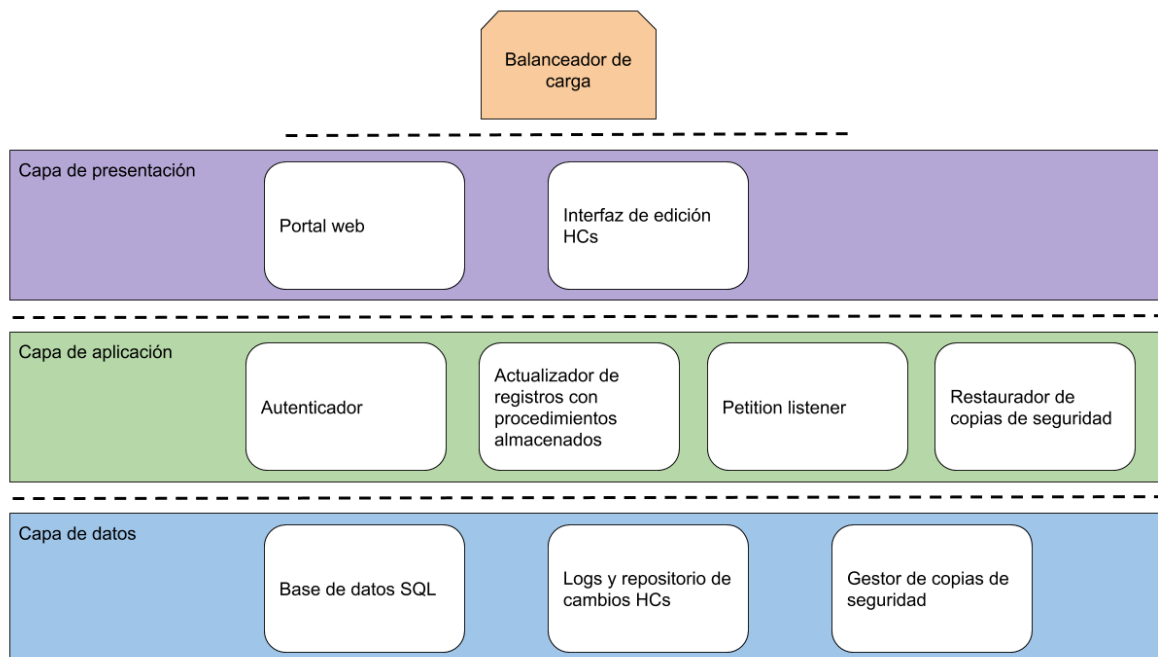 Balanceador de
carga
Capa de presentación
Portal web
Interfaz de edición
HCs
Capa de aplicación
Autenticador
Actualizador de
registros con
procedimientos
almacenados
Petition listener
Restaurador de
copias de seguridad
Capa de datos
Base de datos SQL
Logs y repositorio de
cambios HCs
Gestor de copias de
seguridad